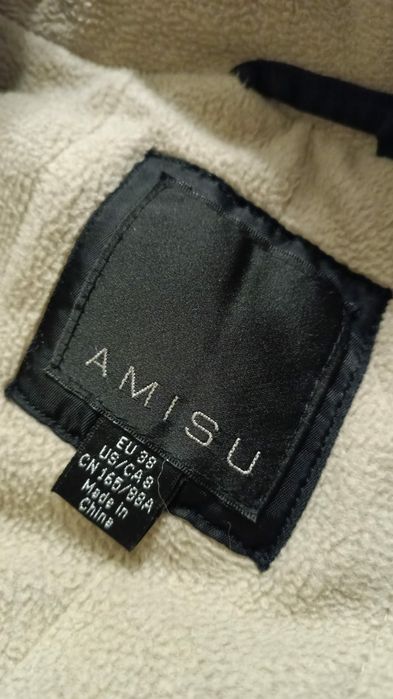 AMISU
EU 38
US/CA 8
CN 165/88A
Made in
China